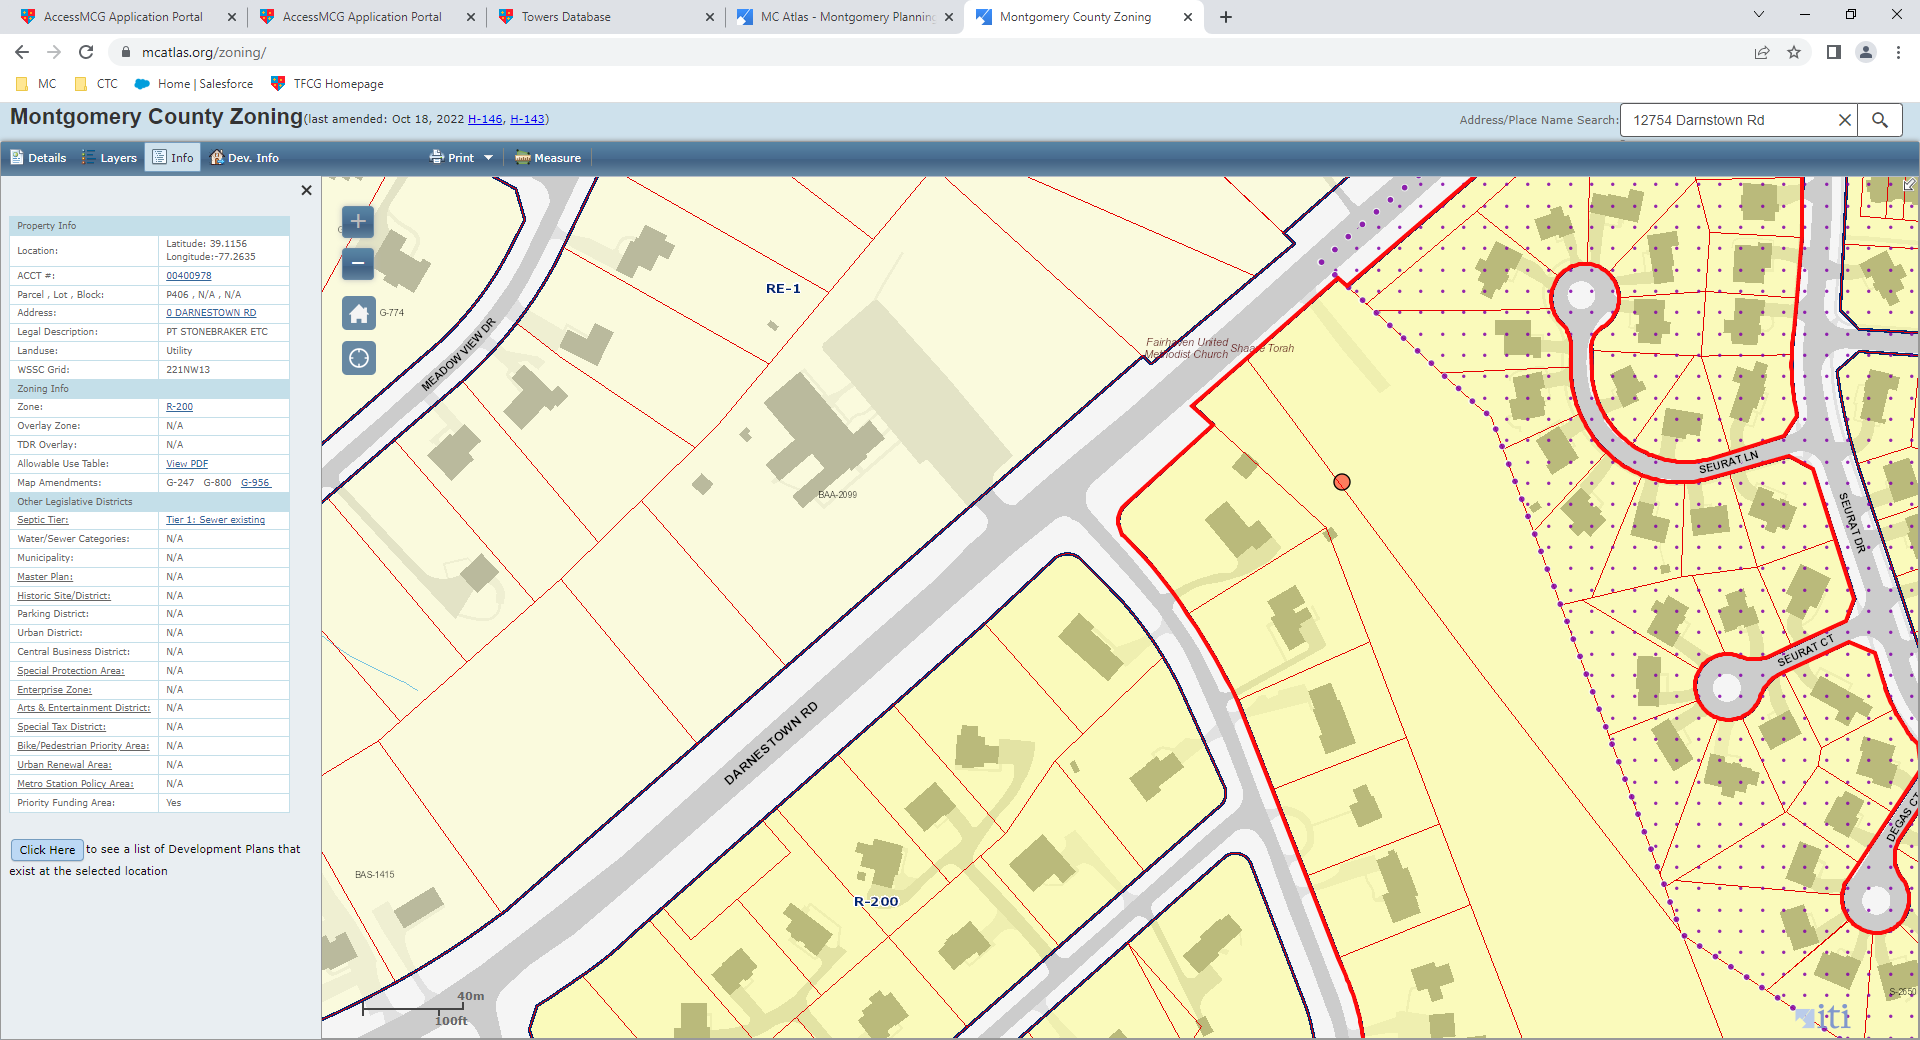 AccessMCG Application Portal
AccessMCG Application Portal
Towers Database
MC Atlas - Montgomery Planning
Montgomery County Zoning
mcatlas.org/zoning/
MC
CTC
Home | Salesforce
TFCG Homepage
Montgomery County Zoning(last amended: Oct 18, 2022 H-146, H-143)
Address/Place Name Search:
12754 Darnstown Rd
Details
Layers
Info
Dev. Info
Print
Measure
Property Info
Location: Latitude: 39.1156
Longitude:-77.2635
ACCT #: 00400978
Parcel , Lot , Block: P406 , N/A , N/A
Address: 0 DARNESTOWN RD
Legal Description: PT STONEBRAKER ETC
Landuse: Utility
WSSC Grid: 221NW13
Zoning Info
Zone: R-200
Overlay Zone: N/A
TDR Overlay: N/A
Allowable Use Table: View PDF
Map Amendments: G-247 G-800 G-956
Other Legislative Districts
Septic Tier: Tier 1: Sewer existing
Water/Sewer Categories: N/A
Municipality: N/A
Master Plan: N/A
Historic Site/District: N/A
Parking District: N/A
Urban District: N/A
Central Business District: N/A
Special Protection Area: N/A
Enterprise Zone: N/A
Arts & Entertainment District: N/A
Special Tax District: N/A
Bike/Pedestrian Priority Area: N/A
Urban Renewal Area: N/A
Metro Station Policy Area: N/A
Priority Funding Area: Yes
Click Here to see a list of Development Plans that
exist at the selected location
G-774
MEADOW VIEW DR
RE-1
BAA-2099
Fairhaven United
Methodist Church
Shaare Torah
SEURAT LN
SEURAT DR
SEURAT CT
DEGAS CT
DARNESTOWN RD
BAS-1415
R-200
S-2650
40m
100ft
iti